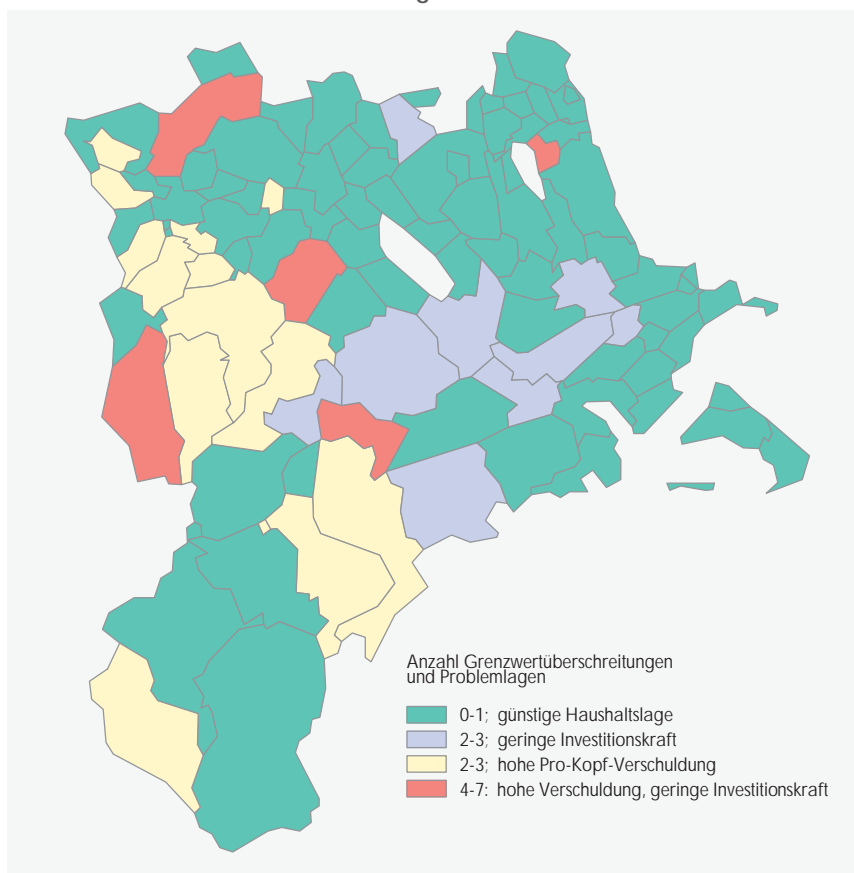 Anzahl Grenzwertüberschreitungen
und Problemlagen
0-1; günstige Haushaltslage
2-3; geringe Investitionskraft
2-3; hohe Pro-Kopf-Verschuldung
4-7: hohe Verschuldung, geringe Investitionskraft